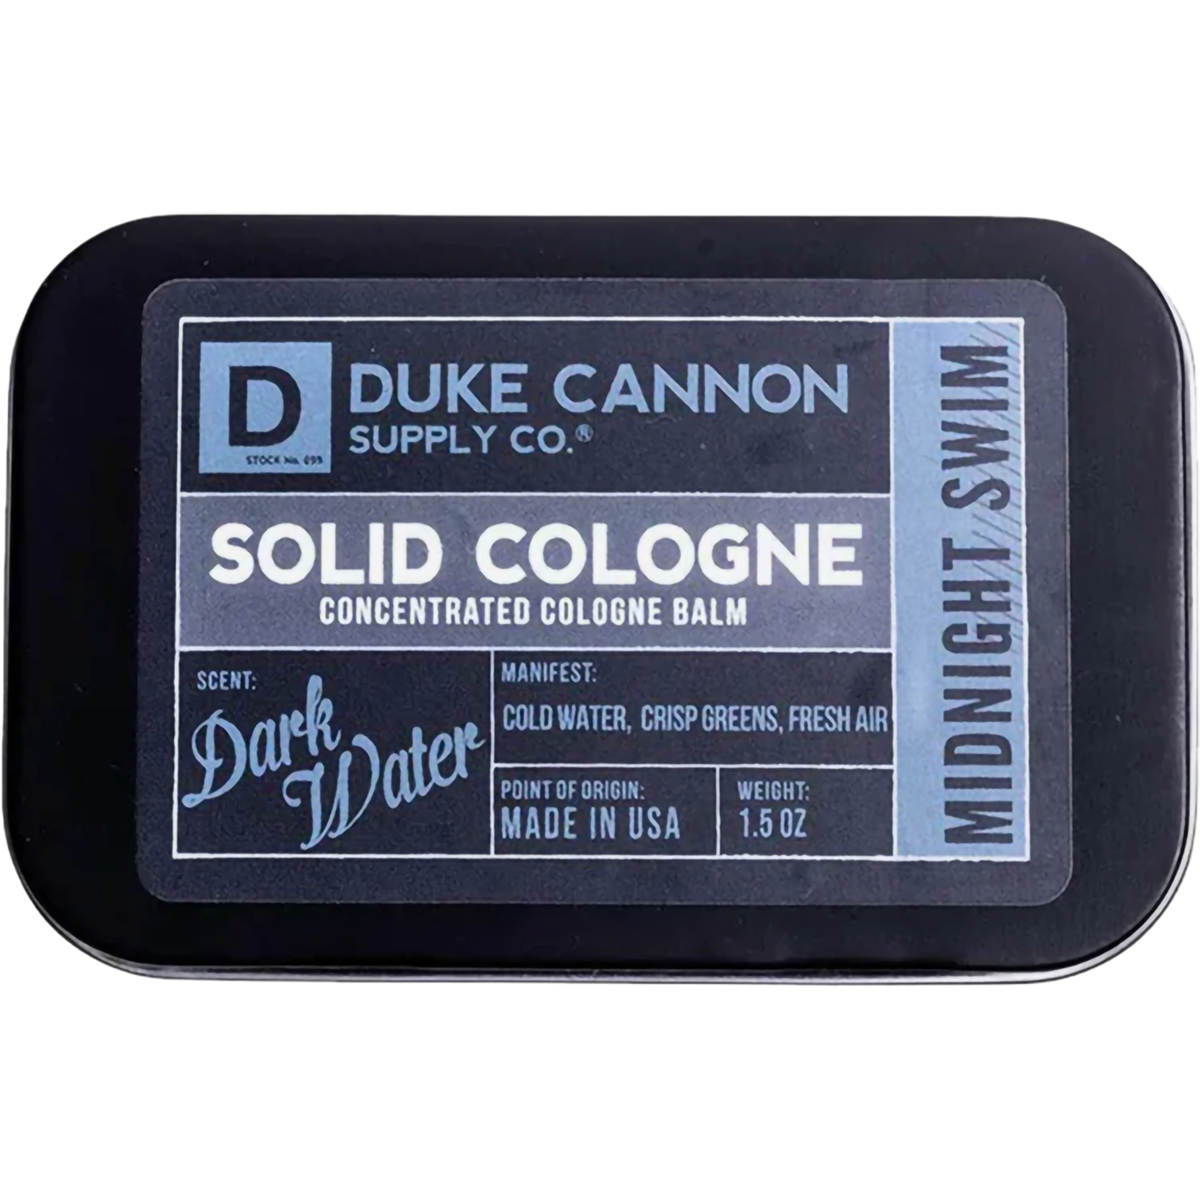 D
STOCK No. 099
DUKE CANNON
SUPPLY CO.®
SOLID COLOGNE
CONCENTRATED COLOGNE BALM
SCENT:
Dark
Water
MANIFEST:
COLD WATER, CRISP GREENS, FRESH AIR
POINT OF ORIGIN:
MADE IN USA
WEIGHT:
1.5 OZ
MIDNIGHT SWIM